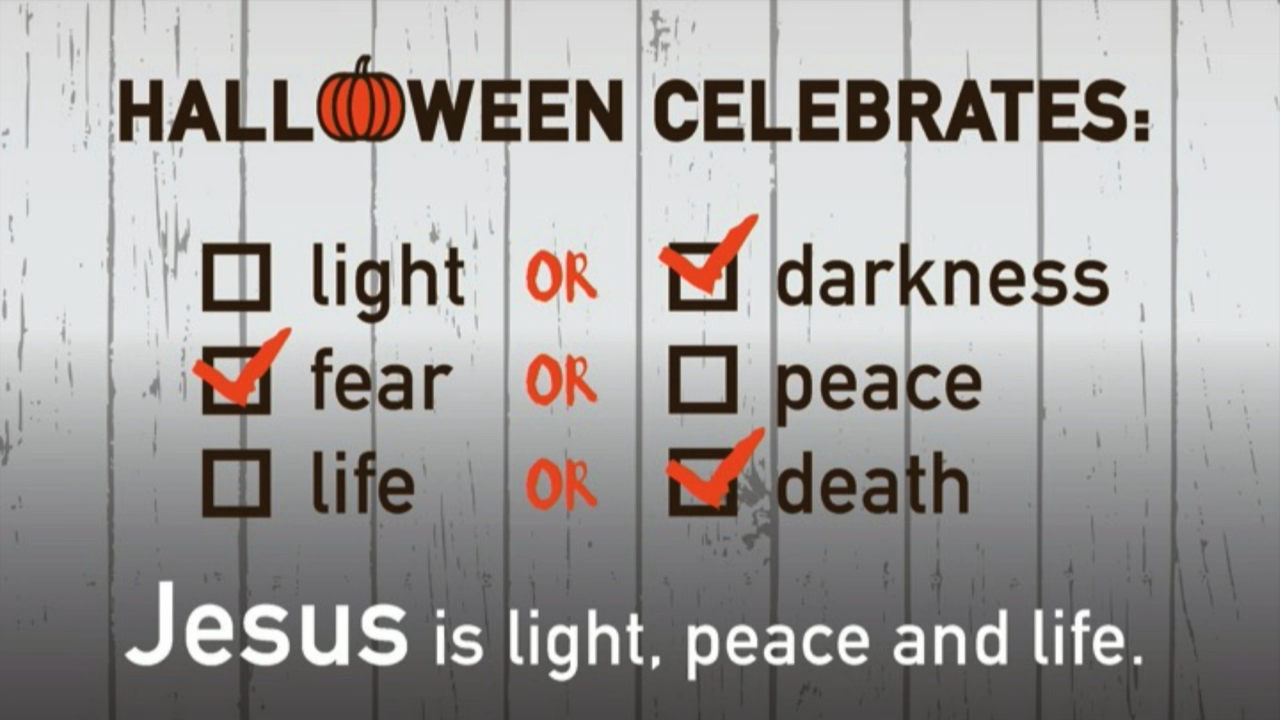 HALLOWEEN CELEBRATES:
light OR darkness
fear OR peace
life OR death
Jesus is light, peace and life.